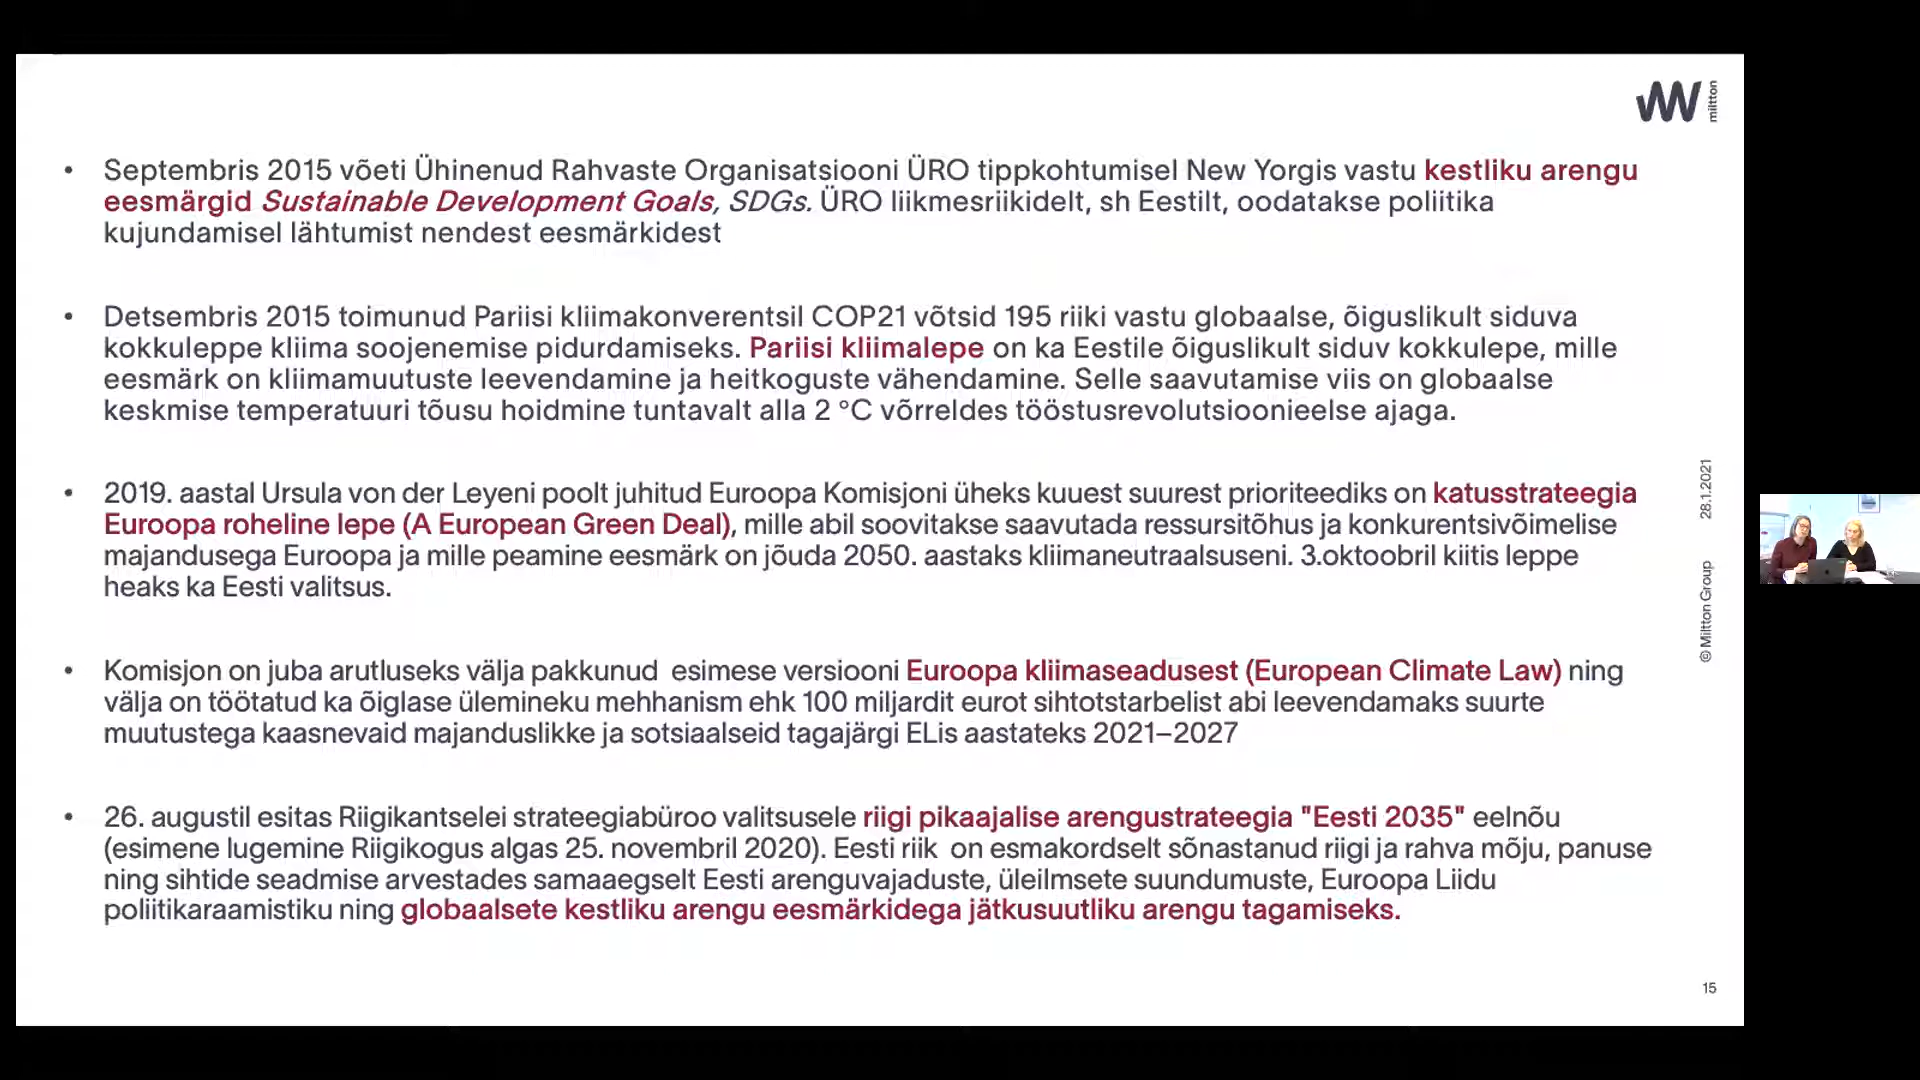 miltton
• Septembris 2015 võeti Ühinenud Rahvaste Organisatsiooni ÜRO tippkohtumisel New Yorgis vastu kestliku arengu
eesmärgid Sustainable Development Goals, SDGs. ÜRO liikmesriikidelt, sh Eestilt, oodatakse poliitika
kujundamisel lähtumist nendest eesmärkidest
• Detsembris 2015 toimunud Pariisi kliimakonverentsil COP21 võtsid 195 riiki vastu globaalse, õiguslikult siduva
kokkuleppe kliima soojenemise pidurdamiseks. Pariisi kliimalepe on ka Eestile õiguslikult siduv kokkulepe, mille
eesmärk on kliimamuutuste leevendamine ja heitkoguste vähendamine. Selle saavutamise viis on globaalse
keskmise temperatuuri tõusu hoidmine tuntavalt alla 2 °C võrreldes tööstusrevolutsioonieelse ajaga.
• 2019. aastal Ursula von der Leyeni poolt juhitud Euroopa Komisjoni üheks kuuest suurest prioriteediks on katusstrateegia
Euroopa roheline lepe (A European Green Deal), mille abil soovitakse saavutada ressursitõhus ja konkurentsivõimelise
majandusega Euroopa ja mille peamine eesmärk on jõuda 2050. aastaks kliimaneutraalsuseni. 3.oktoobril kiitis leppe
heaks ka Eesti valitsus.
• Komisjon on juba arutluseks välja pakkunud  esimese versiooni Euroopa kliimaseadusest (European Climate Law) ning
välja on töötatud ka õiglase ülemineku mehhanism ehk 100 miljardit eurot sihtotstarbelist abi leevendamaks suurte
muutustega kaasnevaid majanduslikke ja sotsiaalseid tagajärgi ELis aastateks 2021–2027
• 26. augustil esitas Riigikantselei strateegiabüroo valitsusele riigi pikaajalise arengustrateegia "Eesti 2035" eelnõu
(esimene lugemine Riigikogus algas 25. novembril 2020). Eesti riik  on esmakordselt sõnastanud riigi ja rahva mõju, panuse
ning sihtide seadmise arvestades samaaegselt Eesti arenguvajaduste, üleilmsete suundumuste, Euroopa Liidu
poliitikaraamistiku ning globaalsete kestliku arengu eesmärkidega jätkusuutliku arengu tagamiseks.
© Miltton Group 28.1.2021
15